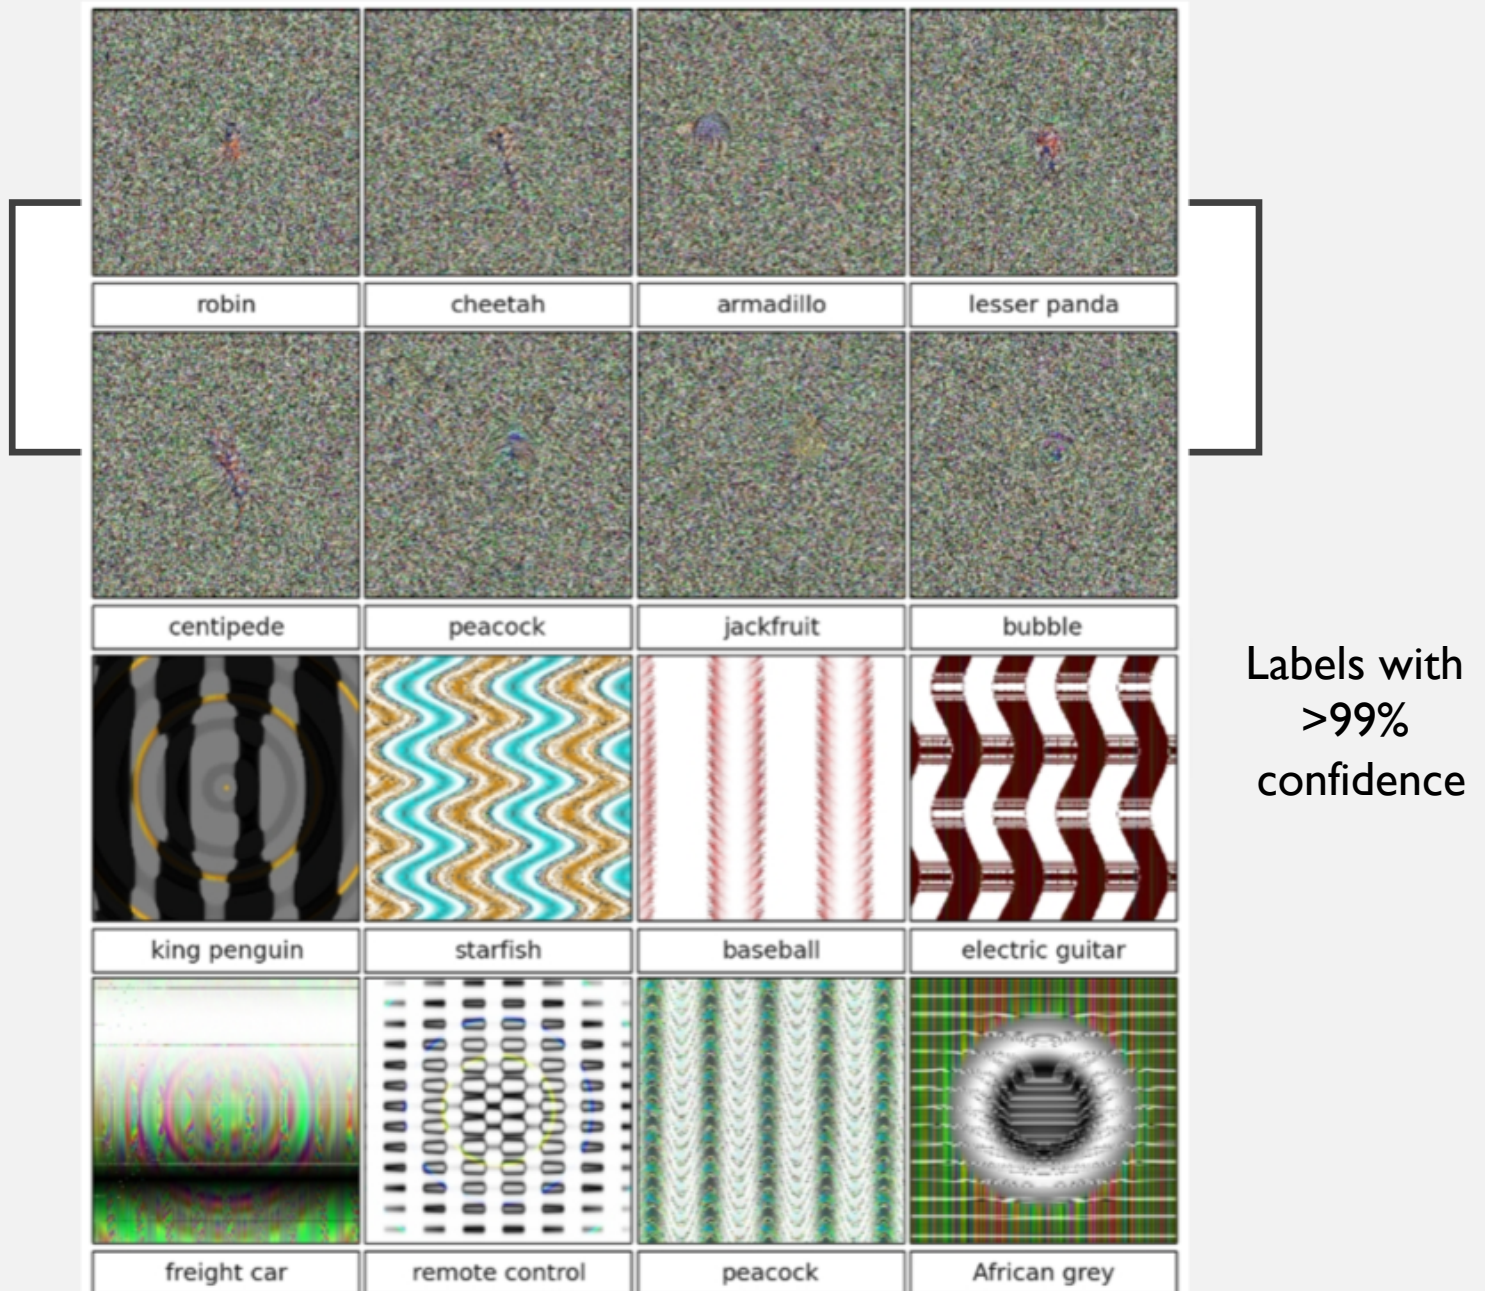 robin
cheetah
armadillo
lesser panda
centipede
peacock
jackfruit
bubble
king penguin
starfish
baseball
electric guitar
freight car
remote control
peacock
African grey
Labels with
>99%
confidence